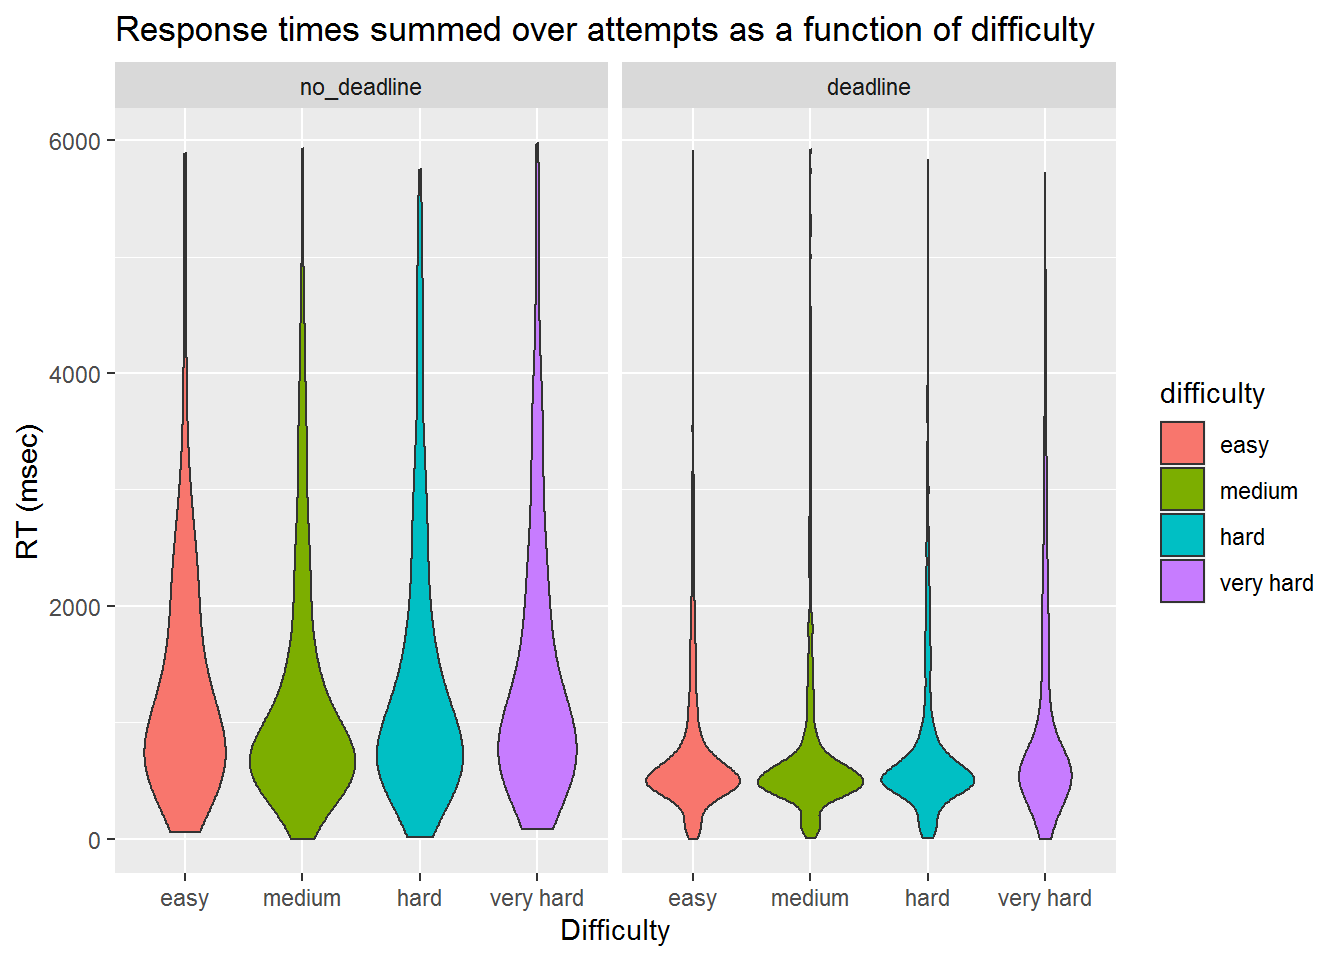 Response times summed over attempts as a function of difficulty
no_deadline
deadline
6000
4000
2000
0
RT (msec)
easy
medium
hard
very hard
easy
medium
hard
very hard
Difficulty
difficulty
easy
medium
hard
very hard